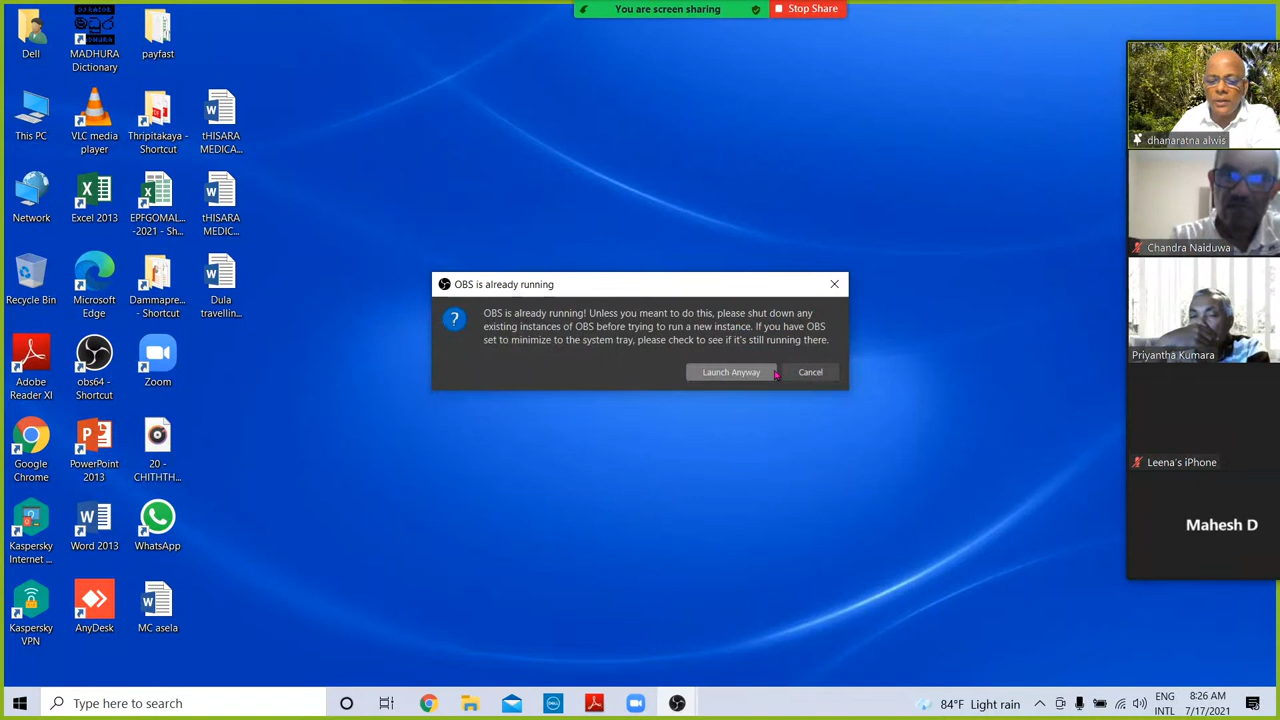 You are screen sharing
Stop Share
Dell
මධුර
MADHURA
Dictionary
payfast
This PC
VLC media
player
Thripitakaya -
Shortcut
tHISARA
MEDICA...
Network
Excel 2013
EPFGOMAL...
-2021 - Sh...
tHISARA
MEDIC...
Recycle Bin
Microsoft
Edge
Dammapre...
- Shortcut
Dula
travellin...
Adobe
Reader XI
obs64 -
Shortcut
Zoom
Google
Chrome
PowerPoint
2013
20 -
CHITHTH...
Kaspersky
Internet ...
Word 2013
WhatsApp
Kaspersky
VPN
AnyDesk
MC asela
OBS is already running
OBS is already running! Unless you meant to do this, please shut down any
existing instances of OBS before trying to run a new instance. If you have OBS
set to minimize to the system tray, please check to see if it's still running there.
Launch Anyway
Cancel
dhanaratna alwis
Chandra Naiduwa
Priyantha Kumara
Leena's iPhone
Mahesh D
Type here to search
DELL
84°F Light rain
ENG
INTL
8:26 AM
7/17/2021